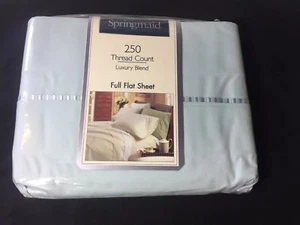 Springmaid
250
Thread Count
Luxury Blend
Full Flat Sheet